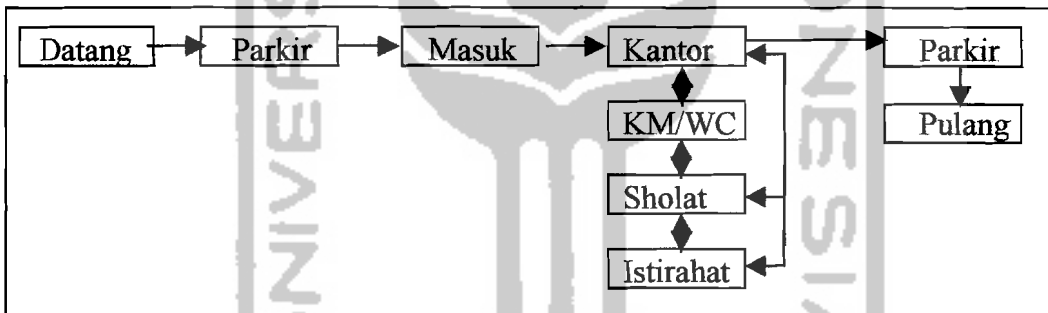 Datang
Parkir
Masuk
Kantor
Parkir
KM/WC
Pulang
Sholat
Istirahat